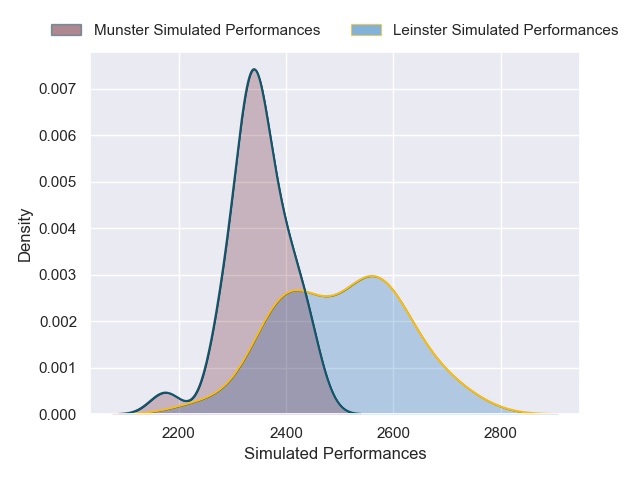 Munster Simulated Performances Leinster Simulated Performances
0.007
0.006
0.005
0.004
0.003
0.002
0.001
0.000
Density
2200 2400 2600 2800
Simulated Performances